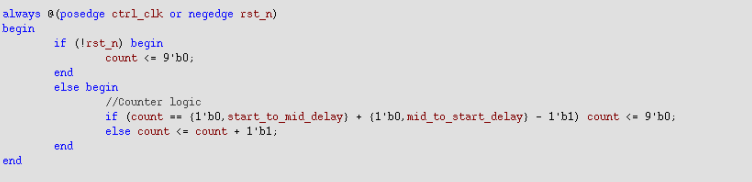 always @(posedge ctrl_clk or negedge rst_n)
begin
if (!rst_n) begin
count <= 9'b0;
end
else begin
//Counter logic
if (count == {1'b0,start_to_mid_delay} + {1'b0,mid_to_start_delay} - 1'b1) count <= 9'b0;
else count <= count + 1'b1;
end
end